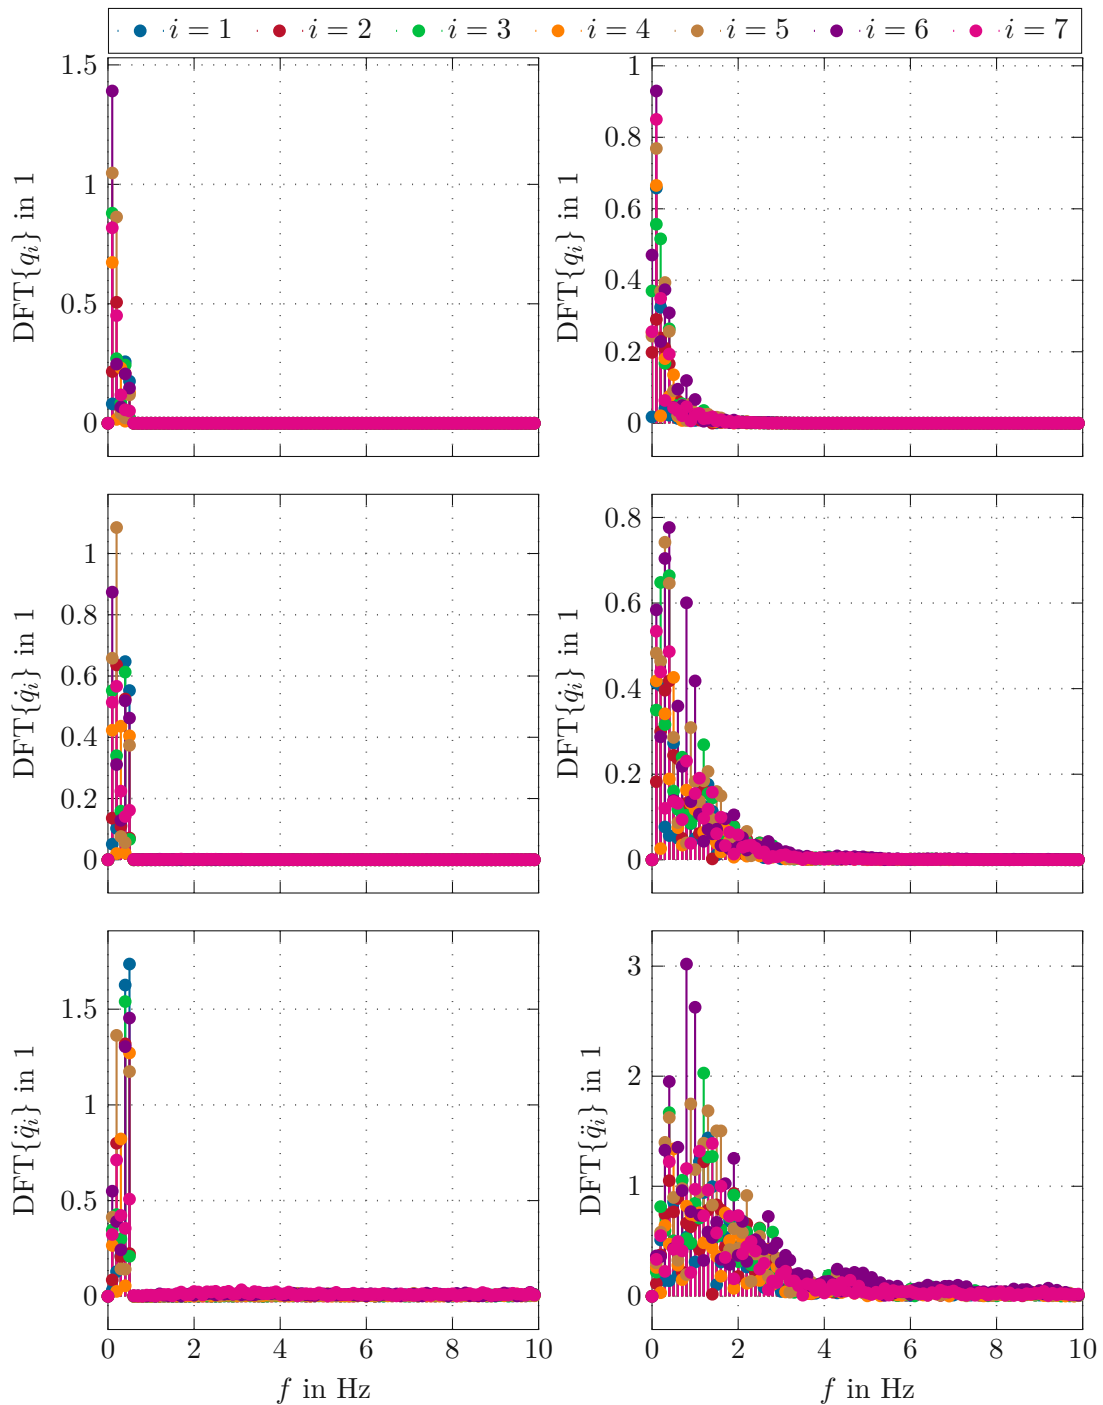 i = 1 i = 2 i = 3 i = 4 i = 5 i = 6 i = 7
1.5
1
0.5
0
DFT{q_i} in 1
1
0.8
0.6
0.4
0.2
0
DFT{q_i} in 1
1
0.8
0.6
0.4
0.2
0
DFT{q̇_i} in 1
0.8
0.6
0.4
0.2
0
DFT{q̇_i} in 1
1.5
1
0.5
0
DFT{q̈_i} in 1
0 2 4 6 8 10
f in Hz
3
2
1
0
DFT{q̈_i} in 1
0 2 4 6 8 10
f in Hz